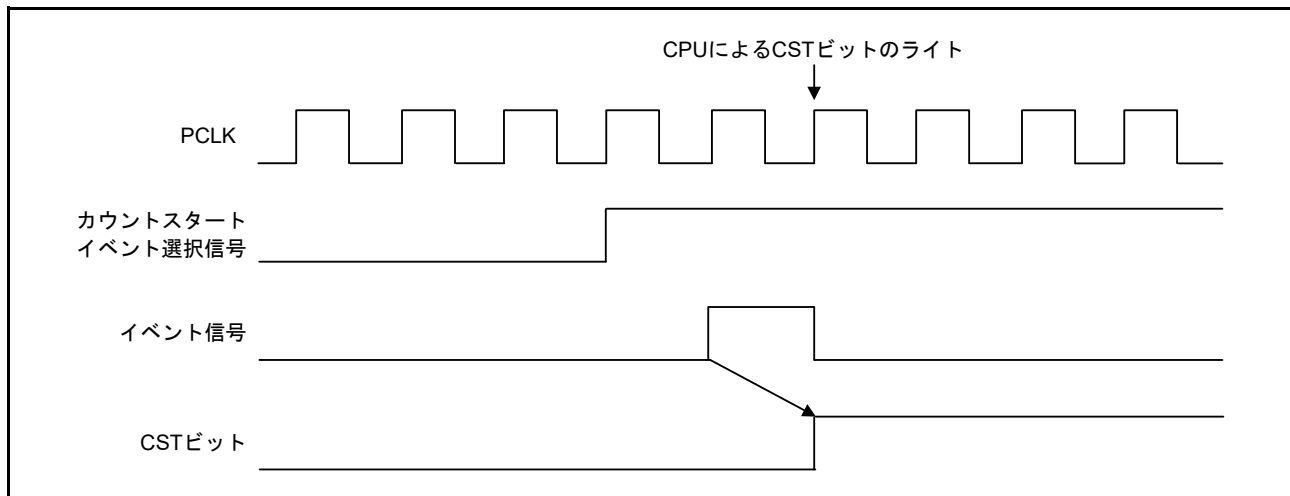 CPUによるCSTビットのライト
PCLK
カウントスタート
イベント選択信号
イベント信号
CSTビット